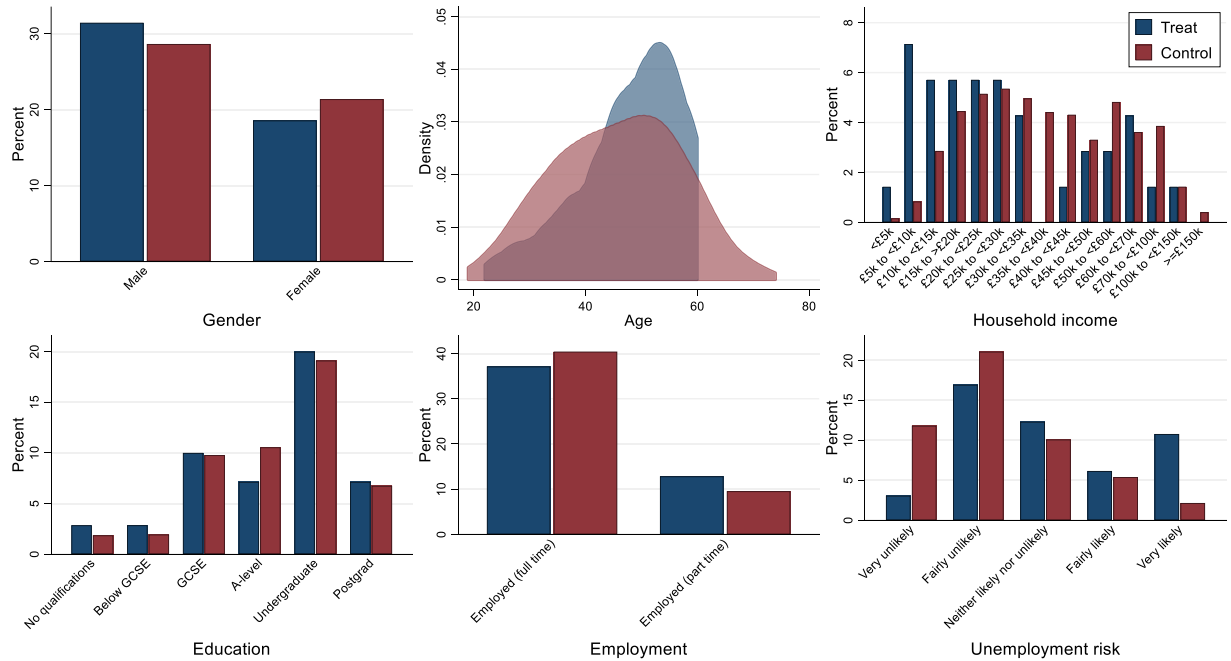 Percent
0
10
20
30
Male
Female
Gender
Density
0
.01
.02
.03
.04
.05
20
40
60
80
Age
Percent
0
2
4
6
8
Treat
Control
<£5k
£5k to <£10k
£10k to <£15k
£15k to >£20k
£20k to <£25k
£25k to <£30k
£30k to <£35k
£35k to <£40k
£40k to <£45k
£45k to <£50k
£50k to <£60k
£60k to <£70k
£70k to <£100k
£100k to <£150k
>=£150k
Household income
Percent
0
5
10
15
20
No qualifications
Below GCSE
GCSE
A-level
Undergraduate
Postgrad
Education
Percent
0
10
20
30
40
Employed (full time)
Employed (part time)
Employment
Percent
0
5
10
15
20
Very unlikely
Fairly unlikely
Neither likely nor unlikely
Fairly likely
Very likely
Unemployment risk